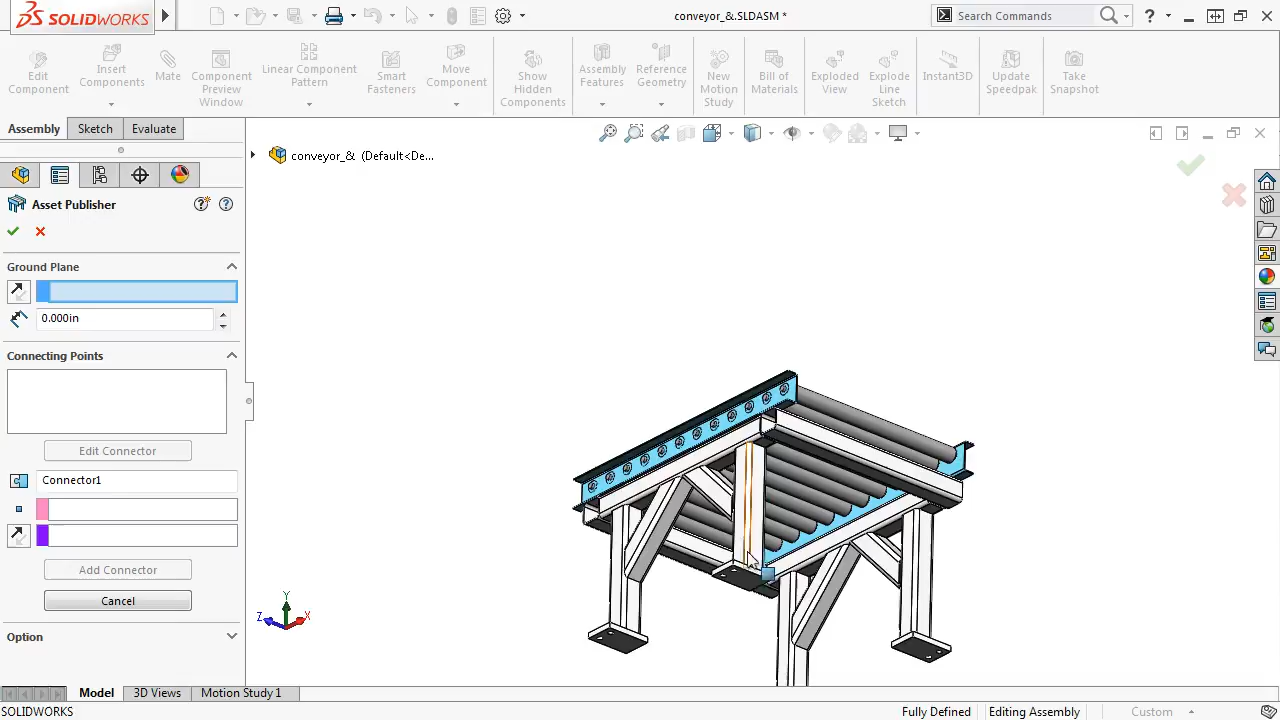 SOLIDWORKS
conveyor_&.SLDASM *
Search Commands
?
Edit Component
Insert Components
Mate
Component Preview Window
Linear Component Pattern
Smart Fasteners
Move Component
Show Hidden Components
Assembly Features
Reference Geometry
New Motion Study
Bill of Materials
Exploded View
Explode Line Sketch
Instant3D
Update Speedpak
Take Snapshot
Assembly
Sketch
Evaluate
conveyor_& (Default<De...
Asset Publisher
Ground Plane
0.000in
Connecting Points
Edit Connector
Connector1
Add Connector
Cancel
Option
Y
Z
X
Model
3D Views
Motion Study 1
SOLIDWORKS
Fully Defined
Editing Assembly
Custom